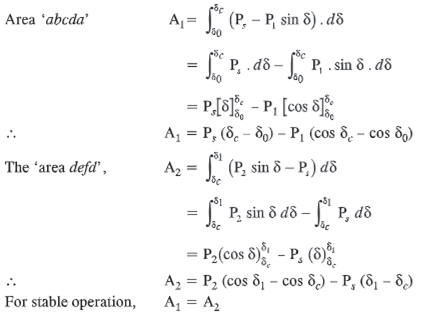 Area 'abcda' A₁ = ∫_{δ₀}^{δ_c} (P_s – P₁ sin δ) . dδ
= ∫_{δ₀}^{δ_c} P_s . dδ – ∫_{δ₀}^{δ_c} P₁ . sin δ . dδ
= P_s[δ]_{δ₀}^{δ_c} – P₁ [cos δ]_{δ₀}^{δ_c}
∴ A₁ = P_s (δ_c – δ₀) – P₁ (cos δ_c – cos δ₀)
The 'area defd', A₂ = ∫_{δ_c}^{δ₁} (P₂ sin δ – P_s) dδ
= ∫_{δ_c}^{δ₁} P₂ sin δ dδ – ∫_{δ_c}^{δ₁} P_s dδ
= P₂(cos δ)_{δ_c}^{δ₁} – P_s (δ)_{δ_c}^{δ₁}
∴ A₂ = P₂ (cos δ₁ – cos δ_c) – P_s (δ₁ – δ_c)
For stable operation, A₁ = A₂